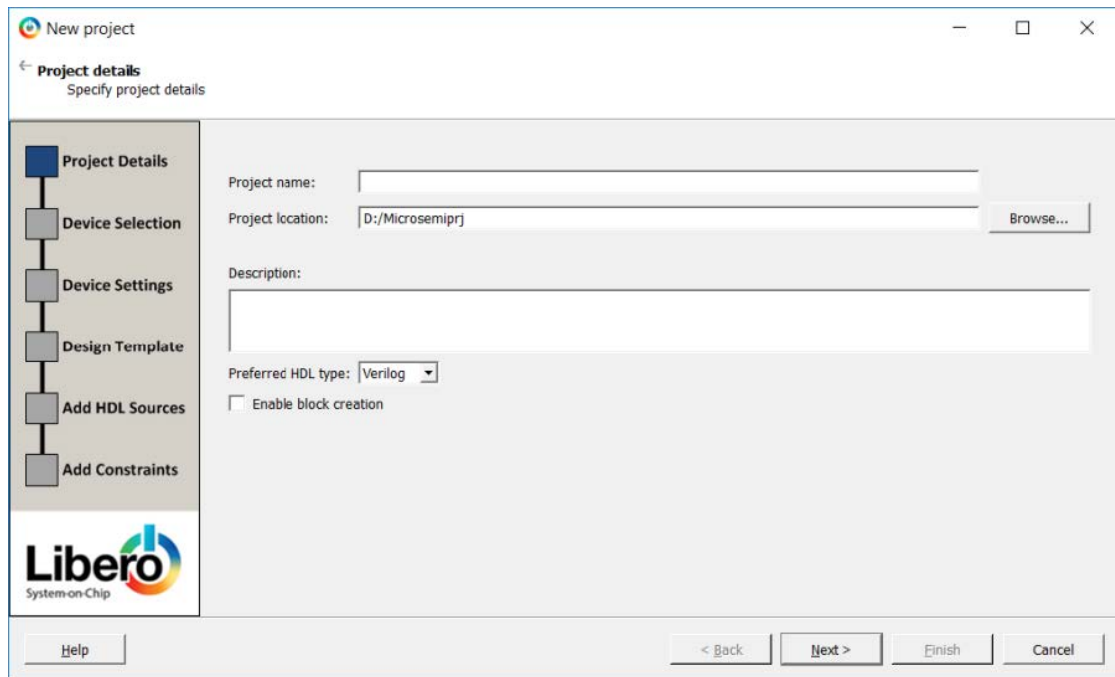 New project
Project details
Specify project details
Project Details
Device Selection
Device Settings
Design Template
Add HDL Sources
Add Constraints
Libero
System-on-Chip
Project name:
Project location: D:/Microsemiprj Browse...
Description:
Preferred HDL type: Verilog
Enable block creation
Help < Back Next > Finish Cancel